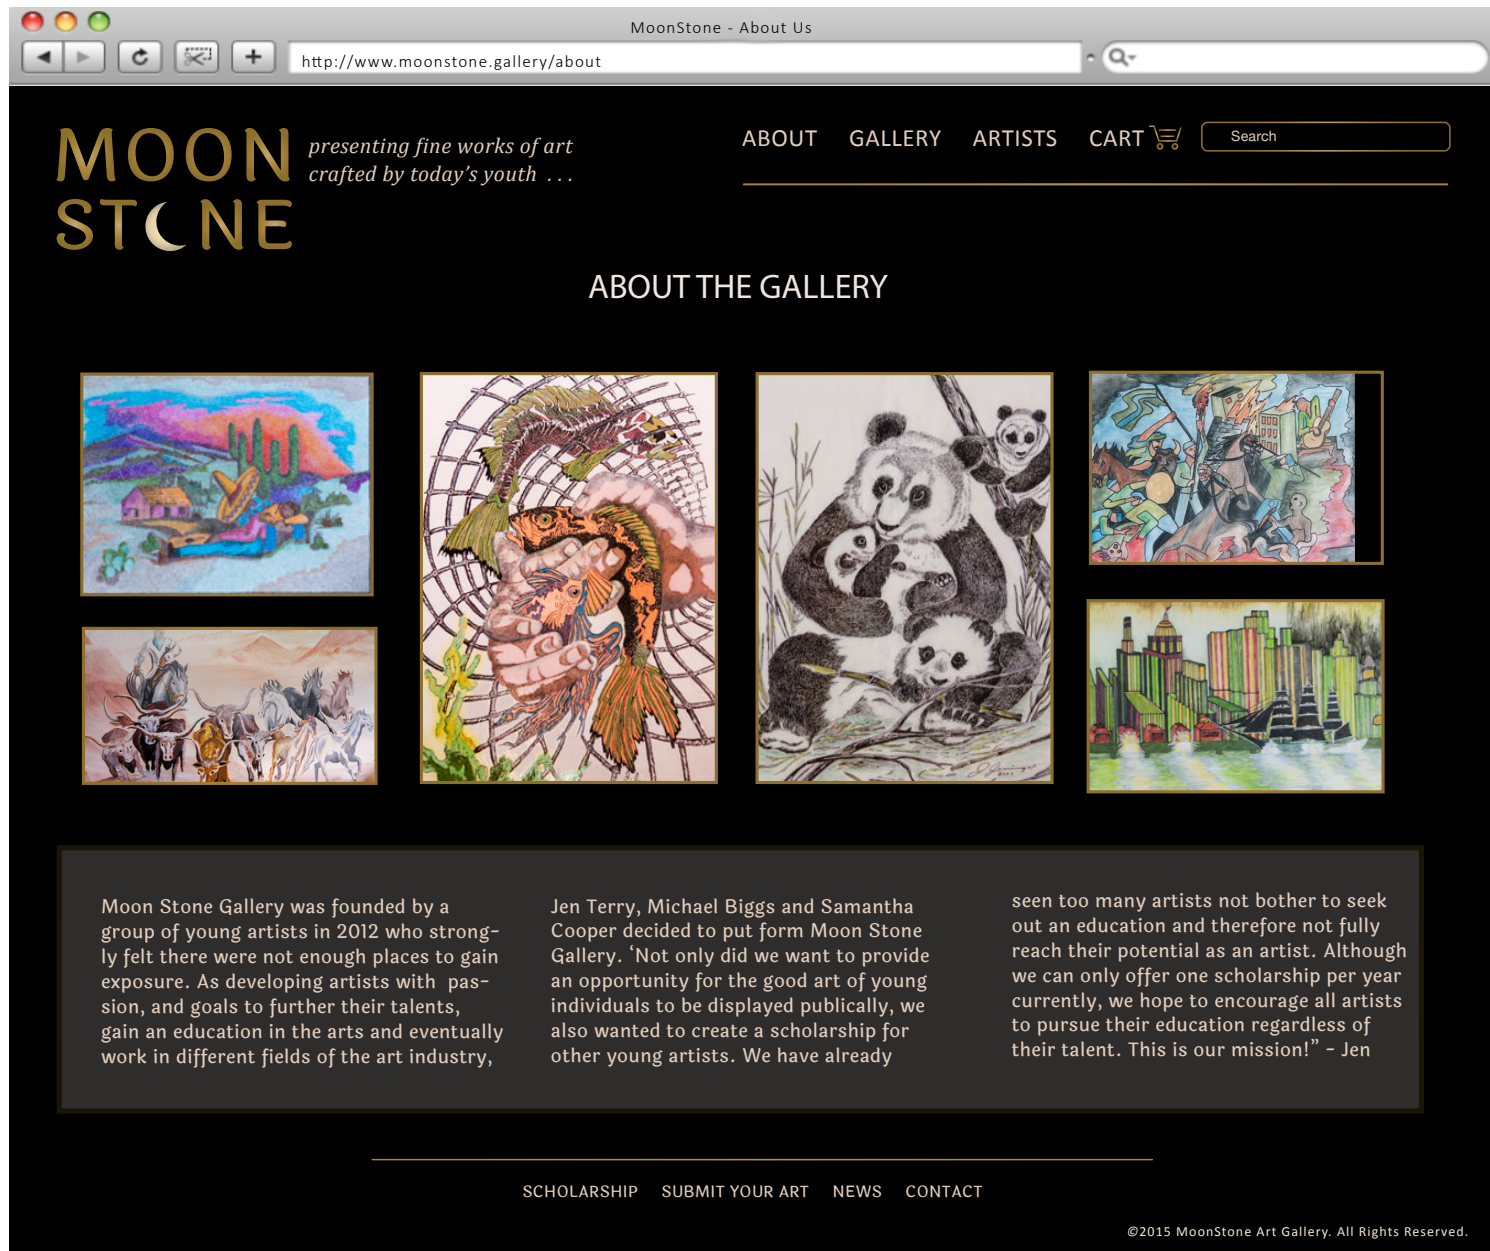 MoonStone - About Us
http://www.moonstone.gallery/about
MOON
STONE
presenting fine works of art
crafted by today's youth ...
ABOUT GALLERY ARTISTS CART Search
ABOUT THE GALLERY
Moon Stone Gallery was founded by a
group of young artists in 2012 who strong-
ly felt there were not enough places to gain
exposure. As developing artists with pas-
sion, and goals to further their talents,
gain an education in the arts and eventually
work in different fields of the art industry,
Jen Terry, Michael Biggs and Samantha
Cooper decided to put form Moon Stone
Gallery. ‘Not only did we want to provide
an opportunity for the good art of young
individuals to be displayed publically, we
also wanted to create a scholarship for
other young artists. We have already
seen too many artists not bother to seek
out an education and therefore not fully
reach their potential as an artist. Although
we can only offer one scholarship per year
currently, we hope to encourage all artists
to pursue their education regardless of
their talent. This is our mission!” - Jen
SCHOLARSHIP SUBMIT YOUR ART NEWS CONTACT
©2015 MoonStone Art Gallery. All Rights Reserved.